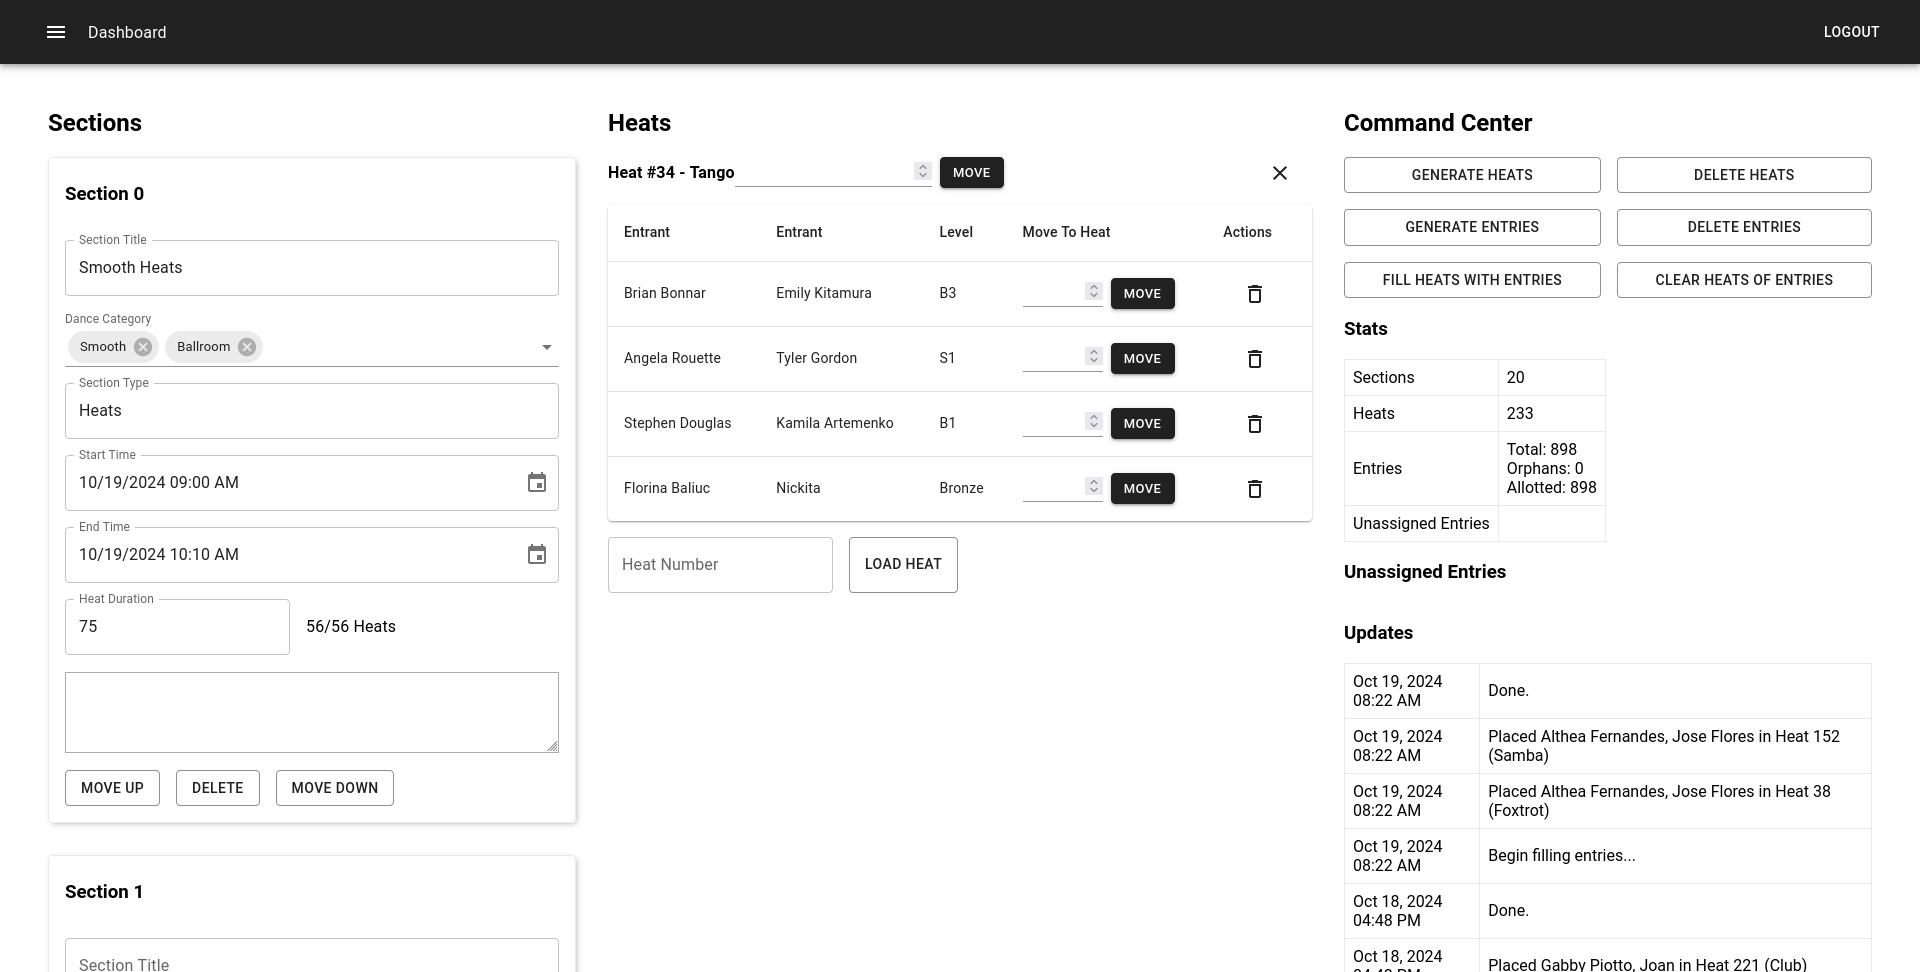 Dashboard
LOGOUT
Sections
Section 0
Section Title
Smooth Heats
Dance Category
Smooth
Ballroom
Section Type
Heats
Start Time
10/19/2024 09:00 AM
End Time
10/19/2024 10:10 AM
Heat Duration
75
56/56 Heats
MOVE UP
DELETE
MOVE DOWN
Section 1
Section Title
Heats
Heat #34 - Tango
MOVE
Entrant Entrant Level Move To Heat Actions
Brian Bonnar Emily Kitamura B3 MOVE
Angela Rouette Tyler Gordon S1 MOVE
Stephen Douglas Kamila Artemenko B1 MOVE
Florina Baliuc Nickita Bronze MOVE
Heat Number
LOAD HEAT
Command Center
GENERATE HEATS
DELETE HEATS
GENERATE ENTRIES
DELETE ENTRIES
FILL HEATS WITH ENTRIES
CLEAR HEATS OF ENTRIES
Stats
Sections 20
Heats 233
Entries
Total: 898
Orphans: 0
Allotted: 898
Unassigned Entries
Unassigned Entries
Updates
Oct 19, 2024
08:22 AM
Done.
Oct 19, 2024
08:22 AM
Placed Althea Fernandes, Jose Flores in Heat 152
(Samba)
Oct 19, 2024
08:22 AM
Placed Althea Fernandes, Jose Flores in Heat 38
(Foxtrot)
Oct 19, 2024
08:22 AM
Begin filling entries...
Oct 18, 2024
04:48 PM
Done.
Oct 18, 2024
Placed Gabby Piotto, Joan in Heat 221 (Club)